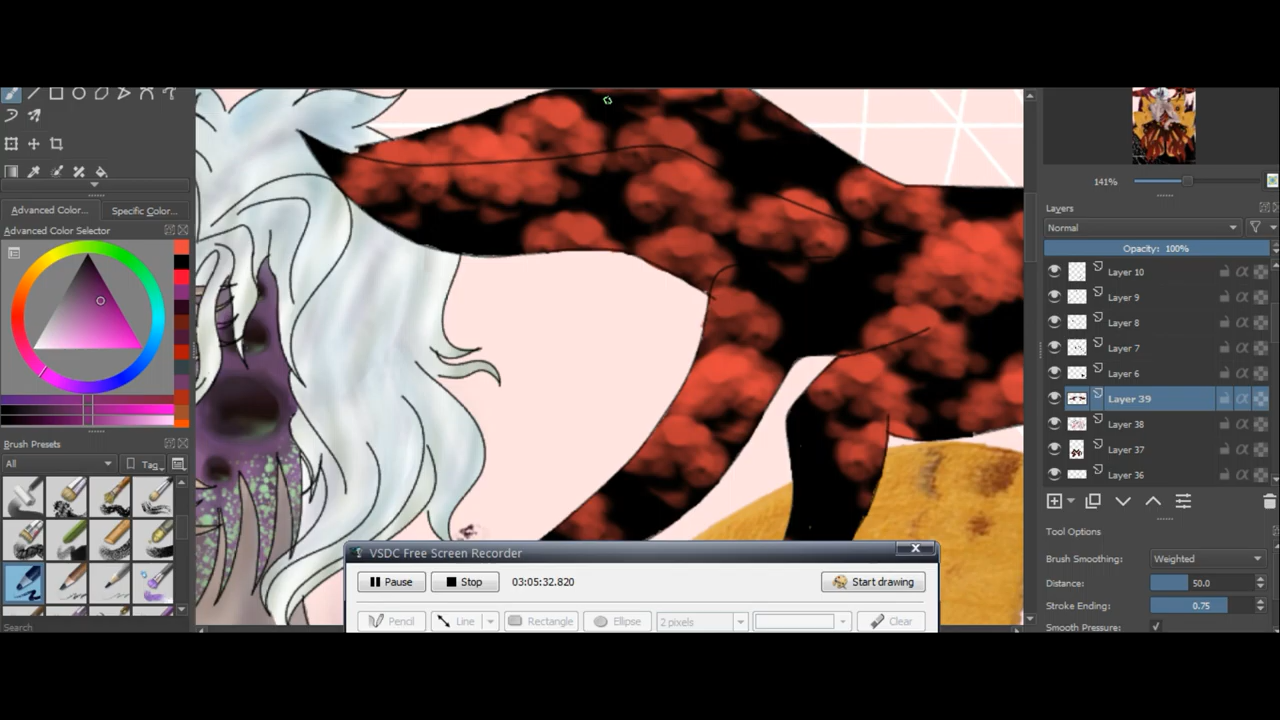 141%
Advanced Color... Specific Color...
Layers
Advanced Color Selector
Normal
Opacity: 100%
Layer 10
Layer 9
Layer 8
Layer 7
Layer 6
Layer 39
Layer 38
Layer 37
Layer 36
Brush Presets
All Tag
Tool Options
VSDC Free Screen Recorder
Brush Smoothing: Weighted
Pause Stop 03:05:32.820 Start drawing
Distance: 50.0
Stroke Ending: 0.75
Pencil Line Rectangle Ellipse 2 pixels Clear
Search Smooth Pressure: